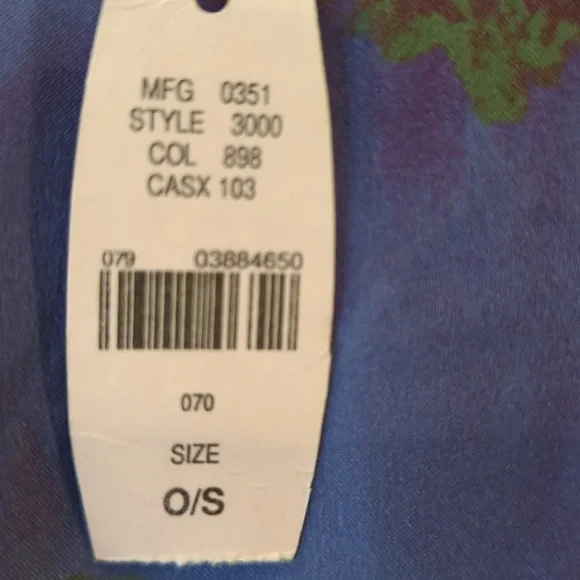 MFG 0351
STYLE 3000
COL 898
CASX 103
079 03884650
070
SIZE
O/S